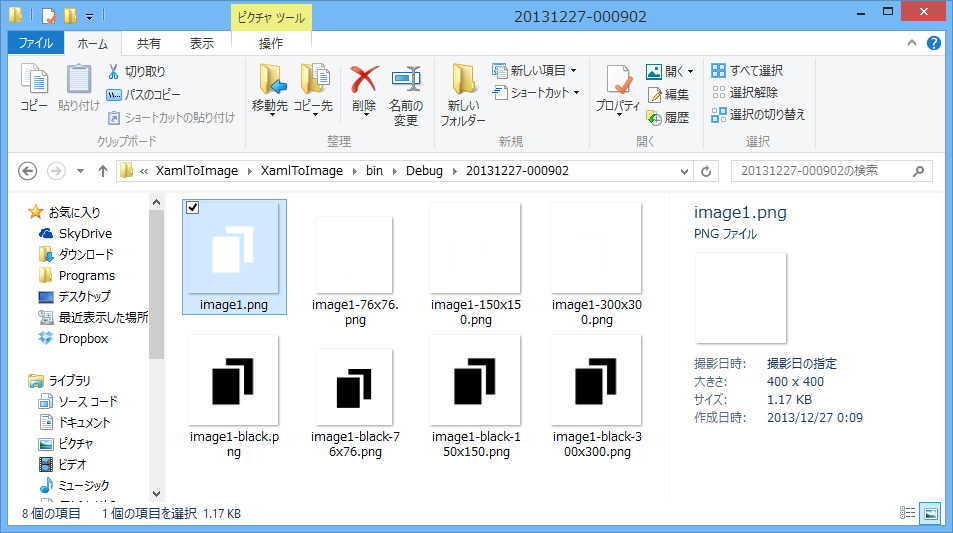 ピクチャ ツール
20131227-000902
ファイル
ホーム
共有
表示
操作
コピー
貼り付け
切り取り
パスのコピー
ショートカットの貼り付け
クリップボード
移動先
コピー先
削除
名前の
変更
整理
新しい
フォルダー
新しい項目
ショートカット
新規
プロパティ
開く
編集
履歴
開く
すべて選択
選択解除
選択の切り替え
選択
« XamlToImage
XamlToImage
bin
Debug
20131227-000902
20131227-000902の検索
お気に入り
SkyDrive
ダウンロード
Programs
デスクトップ
最近表示した場所
Dropbox
ライブラリ
ソース コード
ドキュメント
ピクチャ
ビデオ
ミュージック
image1.png
image1-76x76.
png
image1-150x15
0.png
image1-300x30
0.png
image1-black.p
ng
image1-black-7
6x76.png
image1-black-1
50x150.png
image1-black-3
00x300.png
image1.png
PNG ファイル
撮影日時: 撮影日の指定
大きさ: 400 x 400
サイズ: 1.17 KB
作成日時: 2013/12/27 0:09
8 個の項目
1 個の項目を選択 1.17 KB